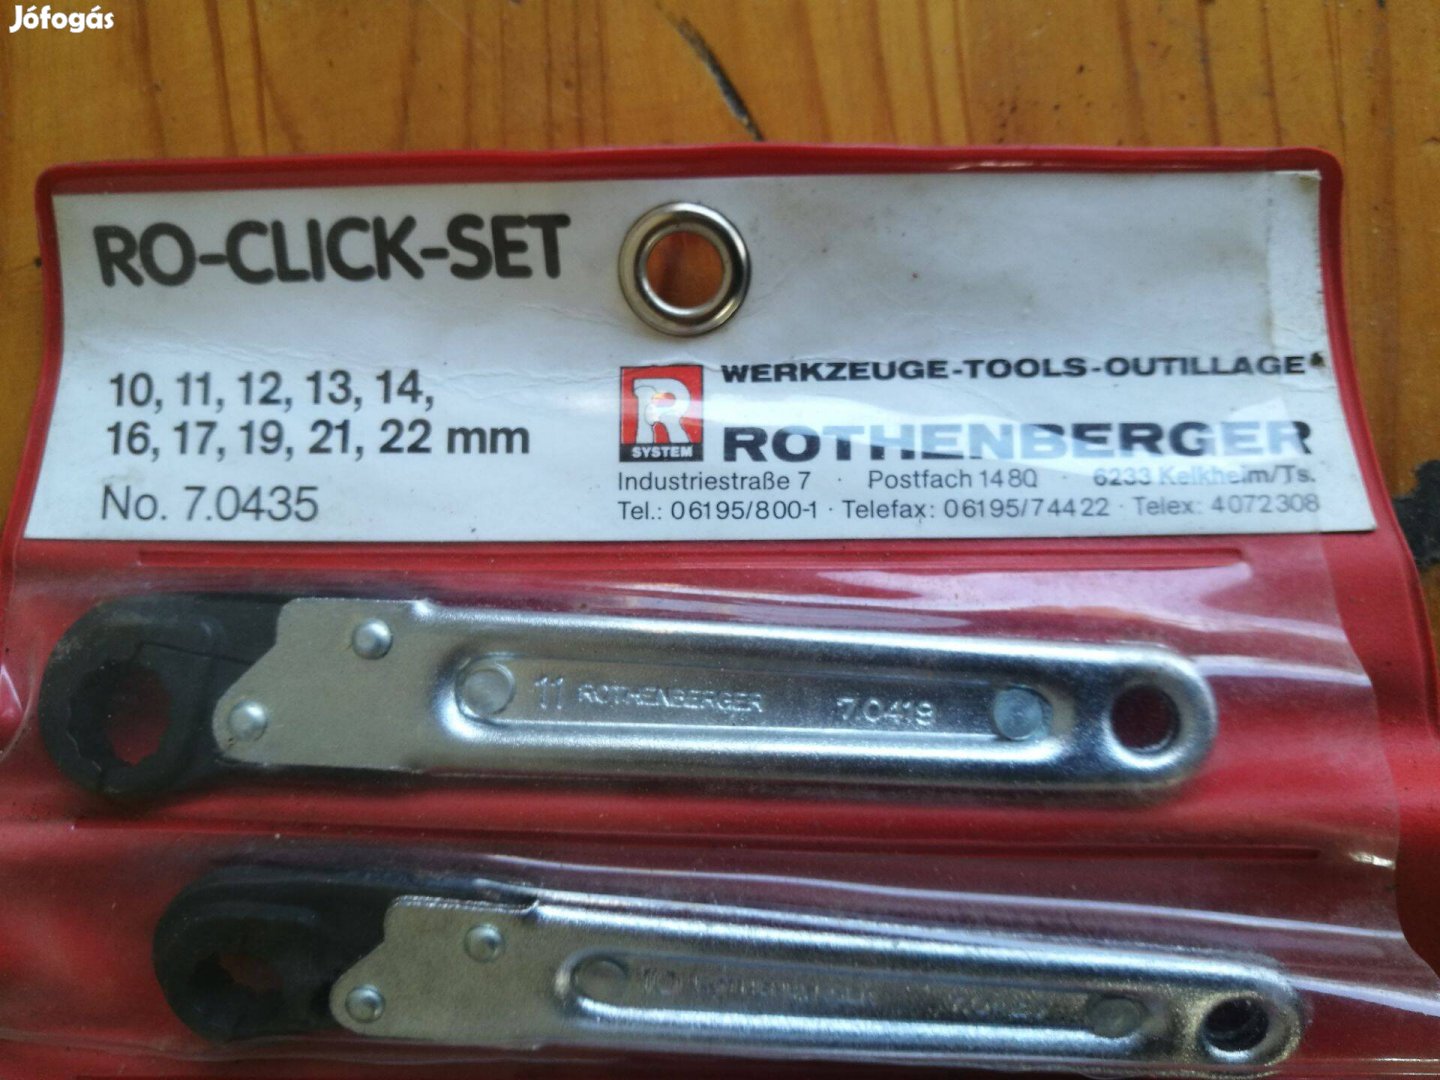 Jófogás
RO-CLICK-SET
10, 11, 12, 13, 14,
16, 17, 19, 21, 22 mm
No. 7.0435
R
SYSTEM
WERKZEUGE-TOOLS-OUTILLAGE
ROTHENBERGER
Industriestraße 7 · Postfach 1480 · 6233 Kelkheim/Ts.
Tel.: 06195/800-1 · Telefax: 06195/74422 · Telex: 4072308
11 ROTHENBERGER 7.0419
10 ROTHENBERGER